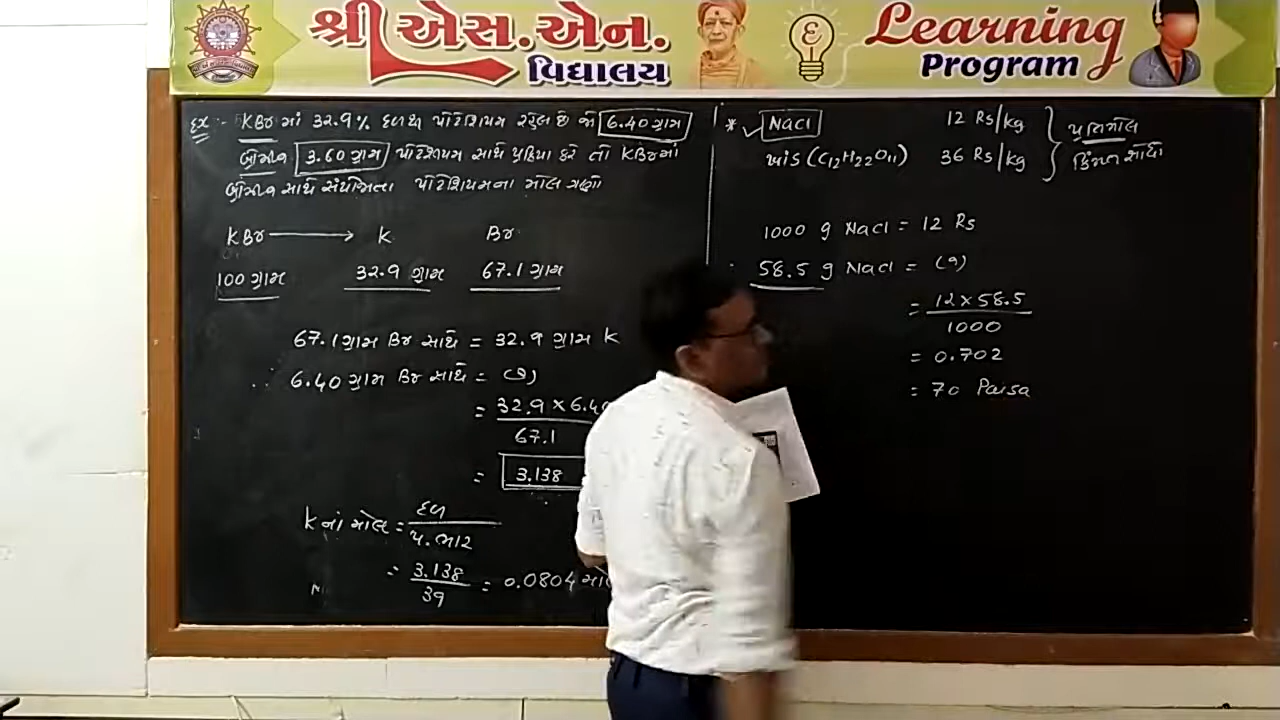 શ્રી એસ.એન.
વિદ્યાલય
Learning
Program
Ex :- KBr માં 32.9% દળથી પોટેશિયમ રહેલ છે જો 6.40 ગ્રામ
બ્રોમીન 3.60 ગ્રામ પોટેશિયમ સાથે પ્રક્રિયા કરે તો KBr માં
બ્રોમીન સાથે સંયોજિતા પોટેશિયમના મોલ ગણો
KBr ⟶ K Br
100 ગ્રામ 32.9 ગ્રામ 67.1 ગ્રામ
67.1 ગ્રામ Br સાથે = 32.9 ગ્રામ K
∴ 6.40 ગ્રામ Br સાથે = (?)
= 32.9 × 6.40
67.1
= 3.138
K નાં મોલ = દળ
પ. ભાર
= 3.138
39
= 0.0804 મોલ
* ✓ NaCl 12 Rs/kg
ખાંડ (C12H22O11) 36 Rs/kg
પ્રતિમોલ
કિંમત શોધો
1000 g NaCl = 12 Rs
∴ 58.5 g NaCl = (?)
= 12 × 58.5
1000
= 0.702
= 70 Paisa